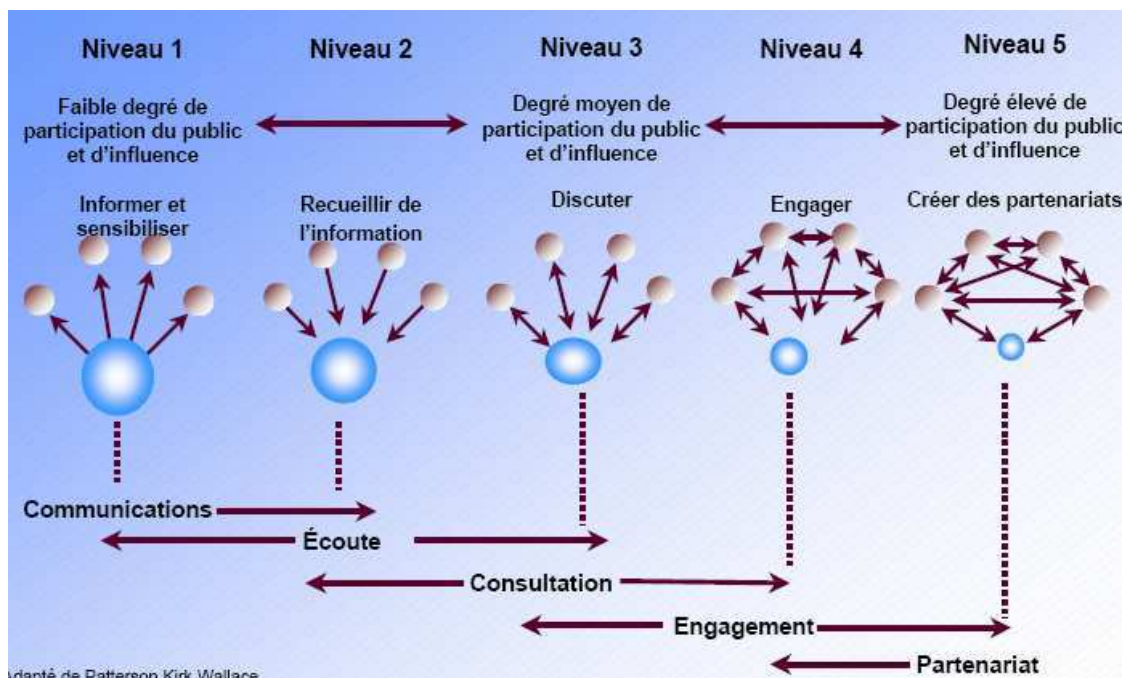 Niveau 1
Niveau 2
Niveau 3
Niveau 4
Niveau 5
Faible degré de
participation du public
et d'influence
Degré moyen de
participation du public
et d'influence
Degré élevé de
participation du public
et d'influence
Informer et
sensibiliser
Recueillir de
l'information
Discuter
Engager
Créer des partenariats
Communications
Écoute
Consultation
Engagement
Partenariat
Adapté de Patterson Kirk Wallace